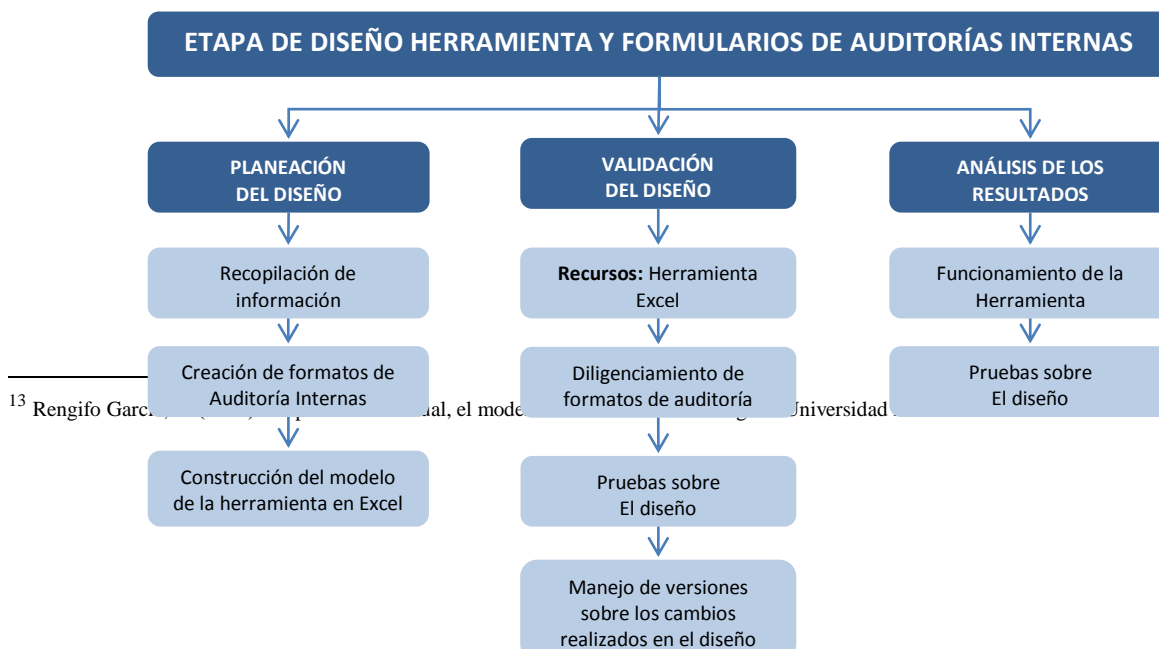 ETAPA DE DISEÑO HERRAMIENTA Y FORMULARIOS DE AUDITORÍAS INTERNAS
PLANEACIÓN
DEL DISEÑO
Recopilación de
información
Creación de formatos de
Auditoría Internas
Construcción del modelo
de la herramienta en Excel
VALIDACIÓN
DEL DISEÑO
Recursos: Herramienta
Excel
Diligenciamiento de
formatos de auditoría
Pruebas sobre
El diseño
Manejo de versiones
sobre los cambios
realizados en el diseño
ANÁLISIS DE LOS
RESULTADOS
Funcionamiento de la
Herramienta
Pruebas sobre
El diseño
13 Rengifo el Universidad